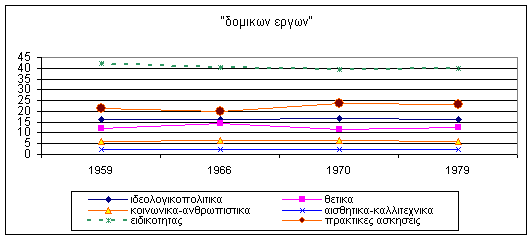 "δομικων εργων"
45
40
35
30
25
20
15
10
5
0
1959 1966 1970 1979
ιδεολογικοπολιτικα θετικα
κοινωνικα-ανθρωπιστικα αισθητικα-καλλιτεχνικα
ειδικοτητας πρακτικες ασκησεις